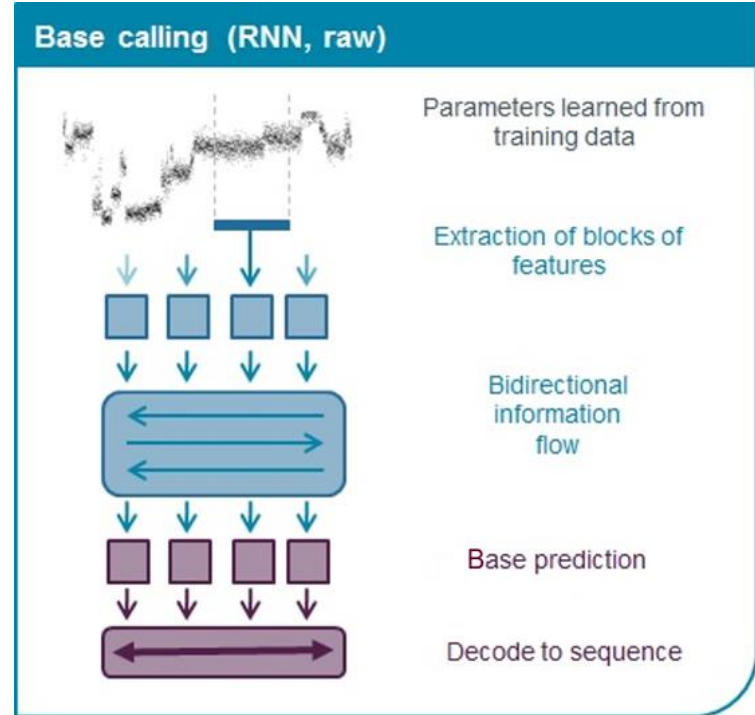 Base calling (RNN, raw)
Parameters learned from
training data
Extraction of blocks of
features
Bidirectional
information
flow
Base prediction
Decode to sequence